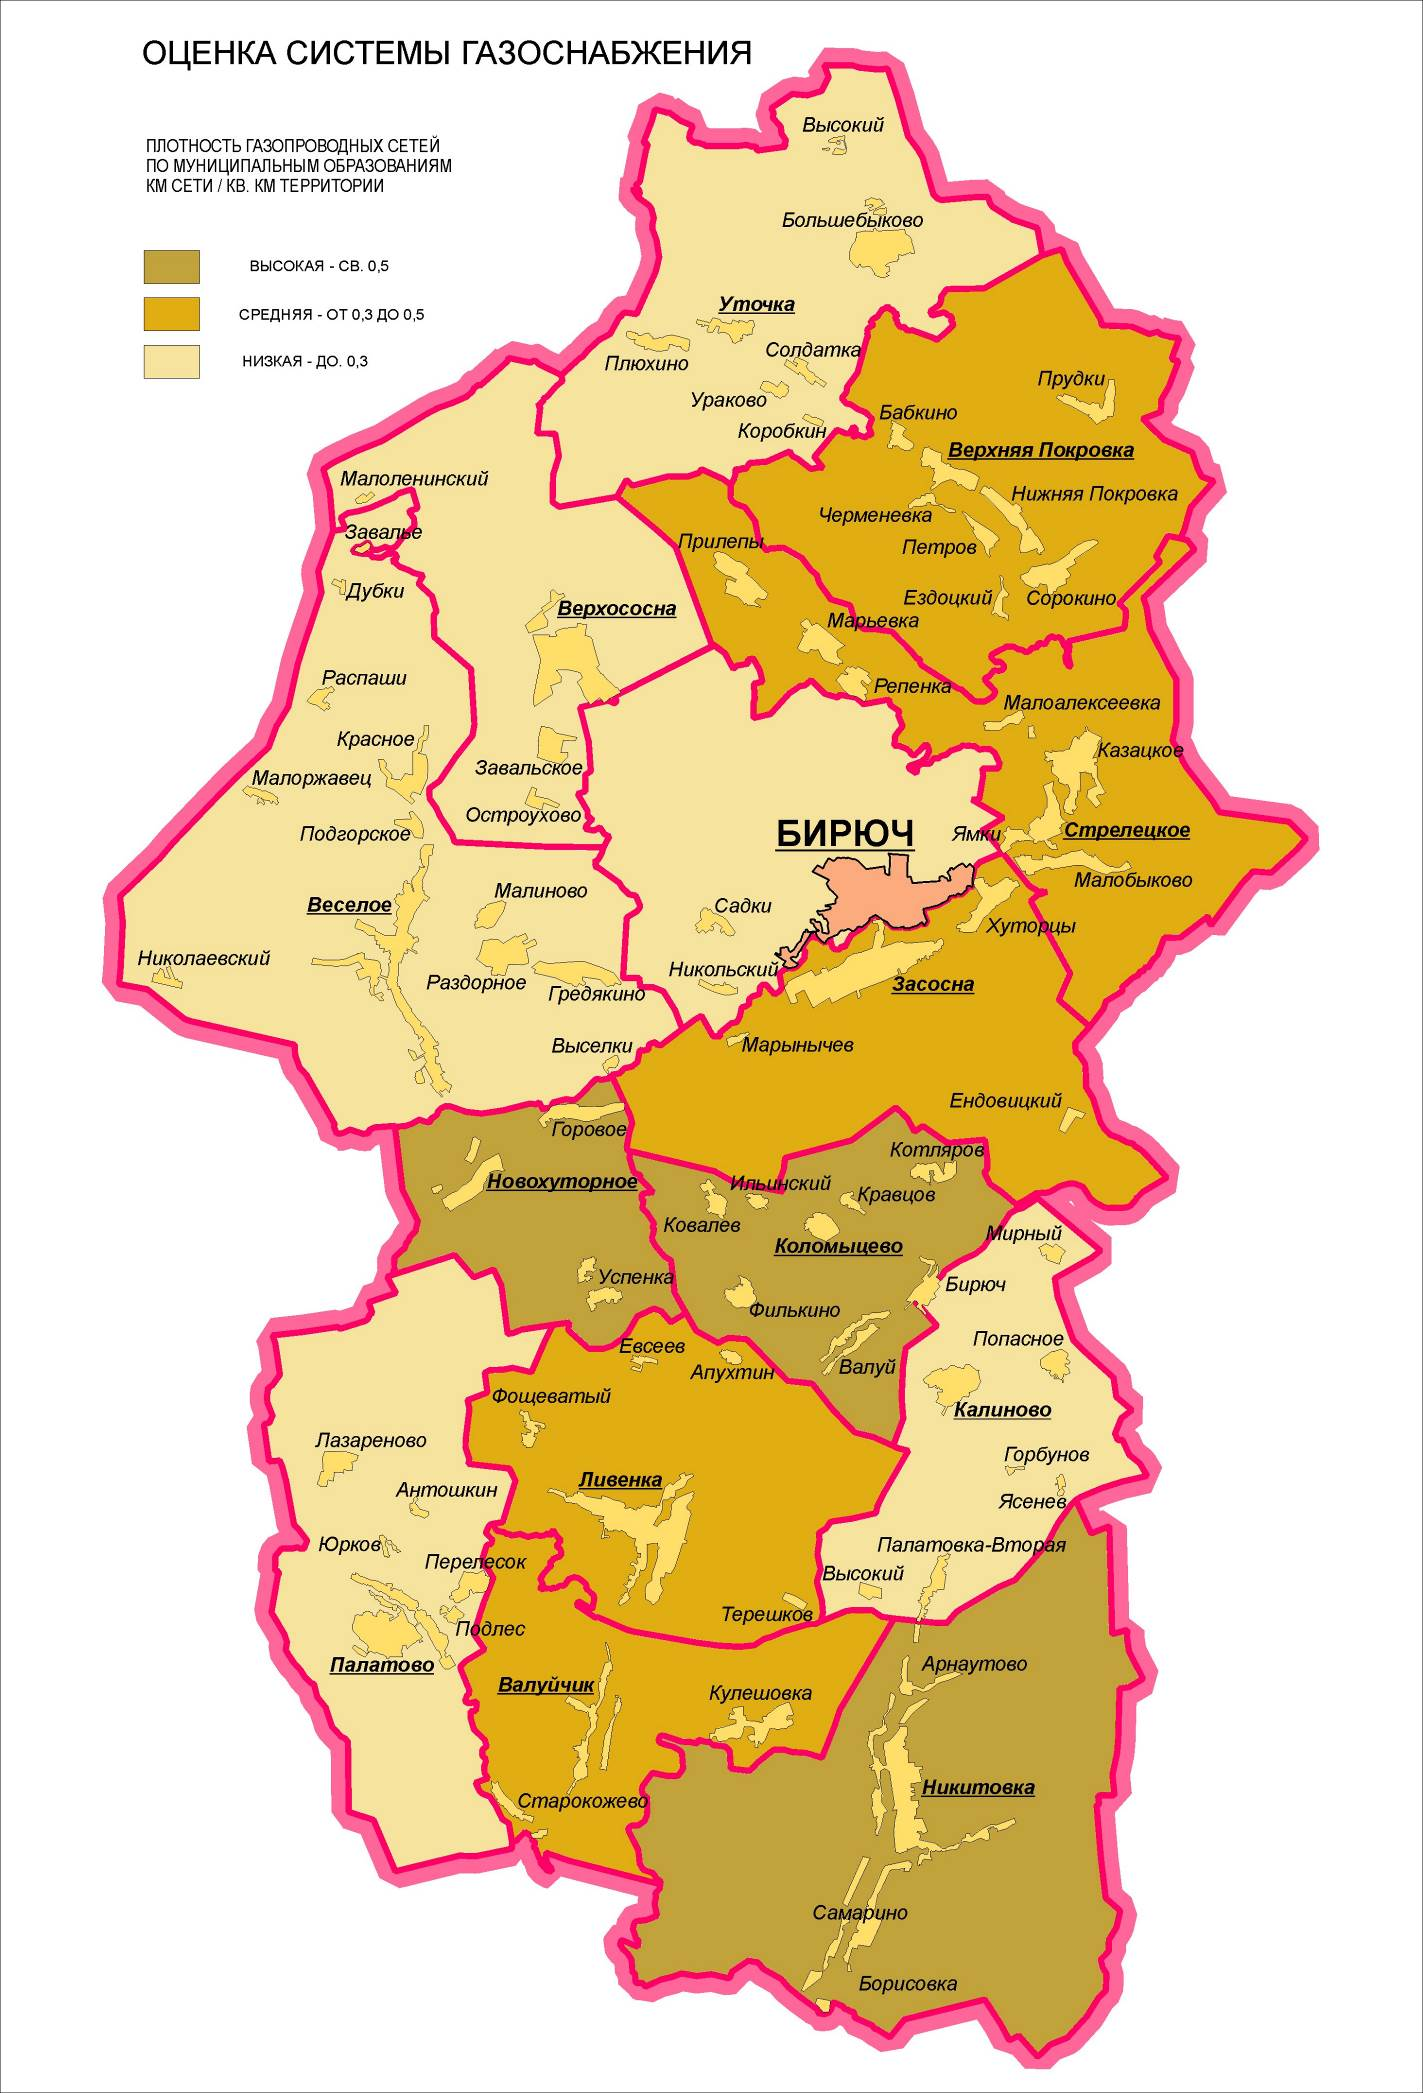 ОЦЕНКА СИСТЕМЫ ГАЗОСНАБЖЕНИЯ
ПЛОТНОСТЬ ГАЗОПРОВОДНЫХ СЕТЕЙ
ПО МУНИЦИПАЛЬНЫМ ОБРАЗОВАНИЯМ
КМ СЕТИ / КВ. КМ ТЕРРИТОРИИ
ВЫСОКАЯ - СВ. 0,5
СРЕДНЯЯ - ОТ 0,3 ДО 0,5
НИЗКАЯ - ДО. 0,3
Высокий
Большебыково
Уточка
Солдатка
Плюхино
Ураково
Коробкин
Прудки
Бабкино
Верхняя Покровка
Нижняя Покровка
Черменевка
Петров
Ездоцкий
Сорокино
Малоленинский
Завалье
Дубки
Прилепы
Верхососна
Марьевка
Репенка
Распаши
Красное
Малоржавец
Завальское
Остроухово
Подгорское
Малоалексеевка
Казацкое
БИРЮЧ
Ямки
Стрелецкое
Малобыково
Веселое
Малиново
Садки
Хуторцы
Николаевский
Раздорное
Гредякино
Никольский
Засосна
Выселки
Марынычев
Ендовицкий
Горовое
Новохуторное
Котляров
Ильинский
Кравцов
Ковалев
Коломыцево
Мирный
Успенка
Филькино
Бирюч
Евсеев
Апухтин
Валуй
Попасное
Фощеватый
Калиново
Лазареново
Горбунов
Ливенка
Антошкин
Ясенев
Юрков
Перелесок
Палатовка-Вторая
Высокий
Терешков
Подлес
Палатово
Валуйчик
Кулешовка
Арнаутово
Никитовка
Старокожево
Самарино
Борисовка